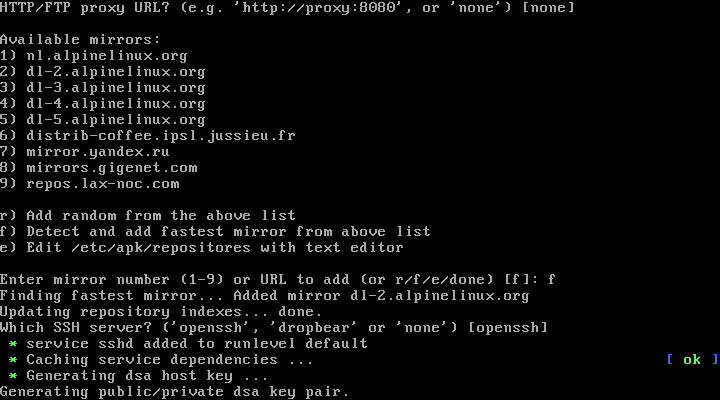 HTTP/FTP proxy URL? (e.g. 'http://proxy:8080', or 'none') [none]
Available mirrors:
1) nl.alpinelinux.org
2) dl-2.alpinelinux.org
3) dl-3.alpinelinux.org
4) dl-4.alpinelinux.org
5) dl-5.alpinelinux.org
6) distrib-coffee.ipsl.jussieu.fr
7) mirror.yandex.ru
8) mirrors.gigenet.com
9) repos.lax-noc.com
r) Add random from the above list
f) Detect and add fastest mirror from above list
e) Edit /etc/apk/repositores with text editor
Enter mirror number (1-9) or URL to add (or r/f/e/done) [f]: f
Finding fastest mirror... Added mirror dl-2.alpinelinux.org
Updating repository indexes... done.
Which SSH server? ('openssh', 'dropbear' or 'none') [openssh]
* service sshd added to runlevel default
* Caching service dependencies ... [ ok ]
* Generating dsa host key ...
Generating public/private dsa key pair.